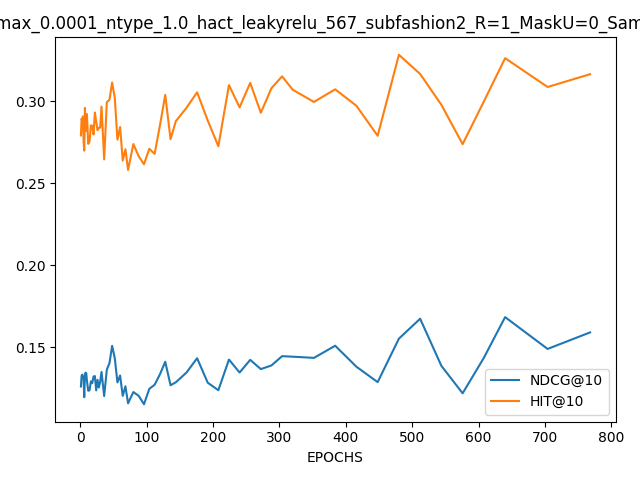 max_0.0001_ntype_1.0_hact_leakyrelu_567_subfashion2_R=1_MaskU=0_Sam
0.30
0.25
0.20
0.15
NDCG@10
HIT@10
0 100 200 300 400 500 600 700 800
EPOCHS